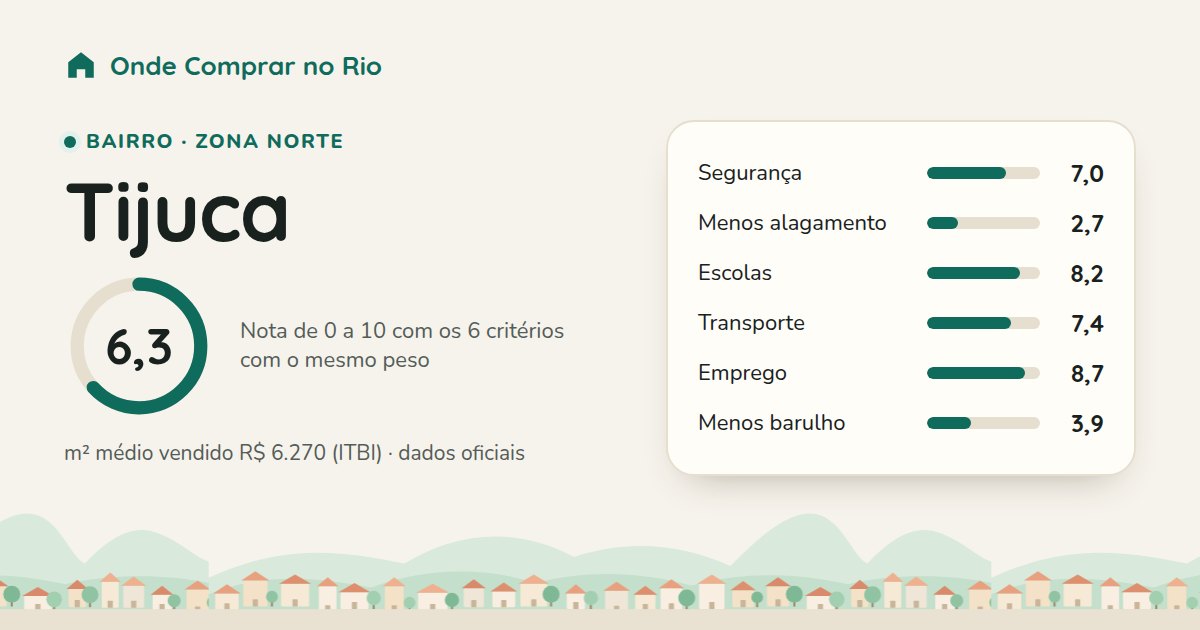 Onde Comprar no Rio
BAIRRO · ZONA NORTE
Tijuca
6,3
Nota de 0 a 10 com os 6 critérios
com o mesmo peso
m² médio vendido R$ 6.270 (ITBI) · dados oficiais
Segurança 7,0
Menos alagamento 2,7
Escolas 8,2
Transporte 7,4
Emprego 8,7
Menos barulho 3,9